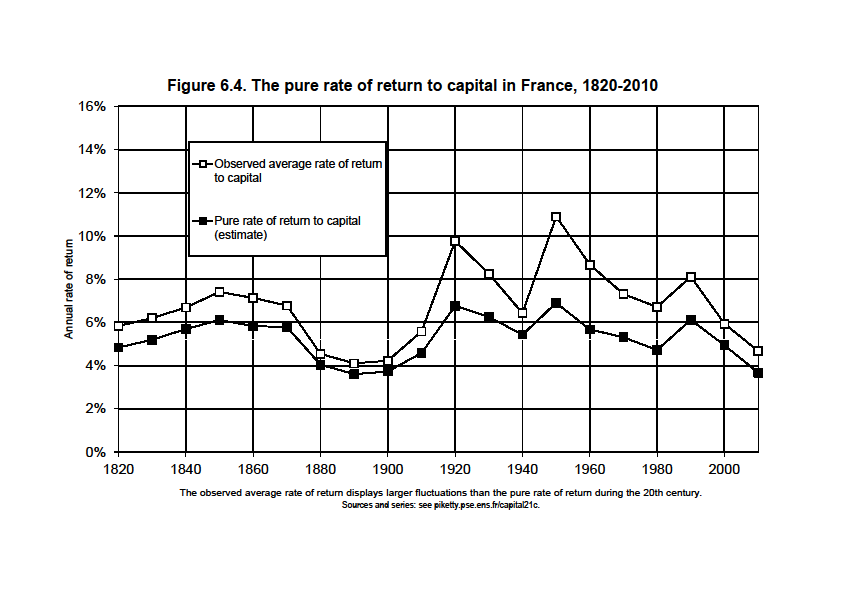 Figure 6.4. The pure rate of return to capital in France, 1820-2010
16%
14%
12%
10%
8%
6%
4%
2%
0%
Annual rate of return
Observed average rate of return
to capital
Pure rate of return to capital
(estimate)
1820 1840 1860 1880 1900 1920 1940 1960 1980 2000
The observed average rate of return displays larger fluctuations than the pure rate of return during the 20th century.
Sources and series: see piketty.pse.ens.fr/capital21c.